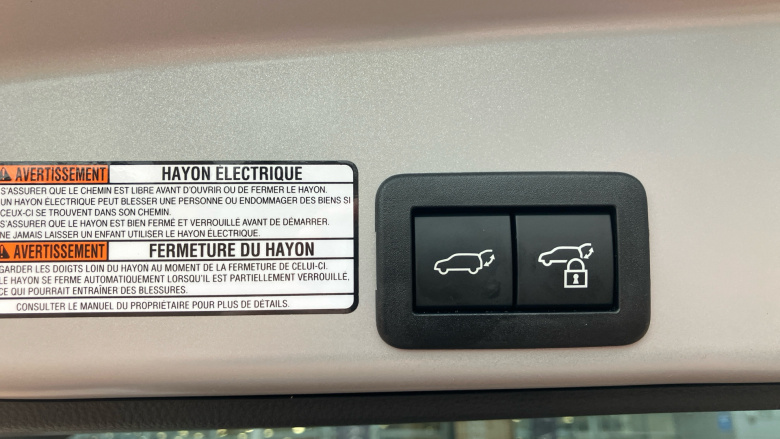 AVERTISSEMENT HAYON ÉLECTRIQUE
S'ASSURER QUE LE CHEMIN EST LIBRE AVANT D'OUVRIR OU DE FERMER LE HAYON.
UN HAYON ÉLECTRIQUE PEUT BLESSER UNE PERSONNE OU ENDOMMAGER DES BIENS SI
CEUX-CI SE TROUVENT DANS SON CHEMIN.
S'ASSURER QUE LE HAYON EST BIEN FERMÉ ET VERROUILLÉ AVANT DE DÉMARRER.
NE JAMAIS LAISSER UN ENFANT UTILISER LE HAYON ÉLECTRIQUE.
AVERTISSEMENT FERMETURE DU HAYON
GARDER LES DOIGTS LOIN DU HAYON AU MOMENT DE LA FERMETURE DE CELUI-CI.
LE HAYON SE FERME AUTOMATIQUEMENT LORSQU'IL EST PARTIELLEMENT VERROUILLÉ,
CE QUI POURRAIT ENTRAÎNER DES BLESSURES.
CONSULTER LE MANUEL DU PROPRIÉTAIRE POUR PLUS DE DÉTAILS.